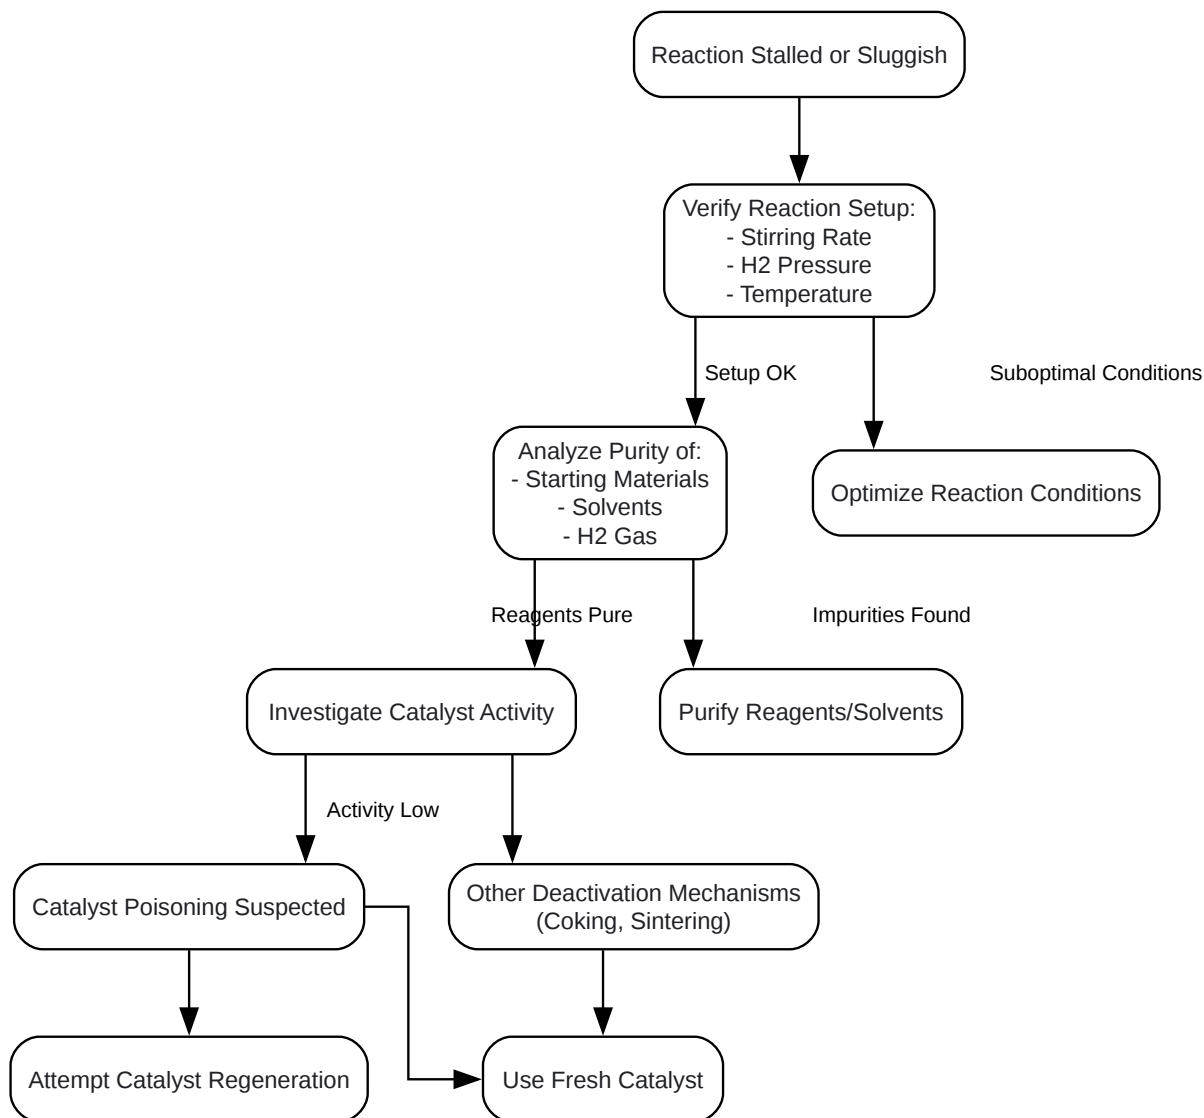 Reaction Stalled or Sluggish
Verify Reaction Setup:
- Stirring Rate
- H2 Pressure
- Temperature
Setup OK
Suboptimal Conditions
Analyze Purity of:
- Starting Materials
- Solvents
- H2 Gas
Optimize Reaction Conditions
Reagents Pure
Impurities Found
Investigate Catalyst Activity
Purify Reagents/Solvents
Activity Low
Catalyst Poisoning Suspected
Other Deactivation Mechanisms
(Coking, Sintering)
Attempt Catalyst Regeneration
Use Fresh Catalyst